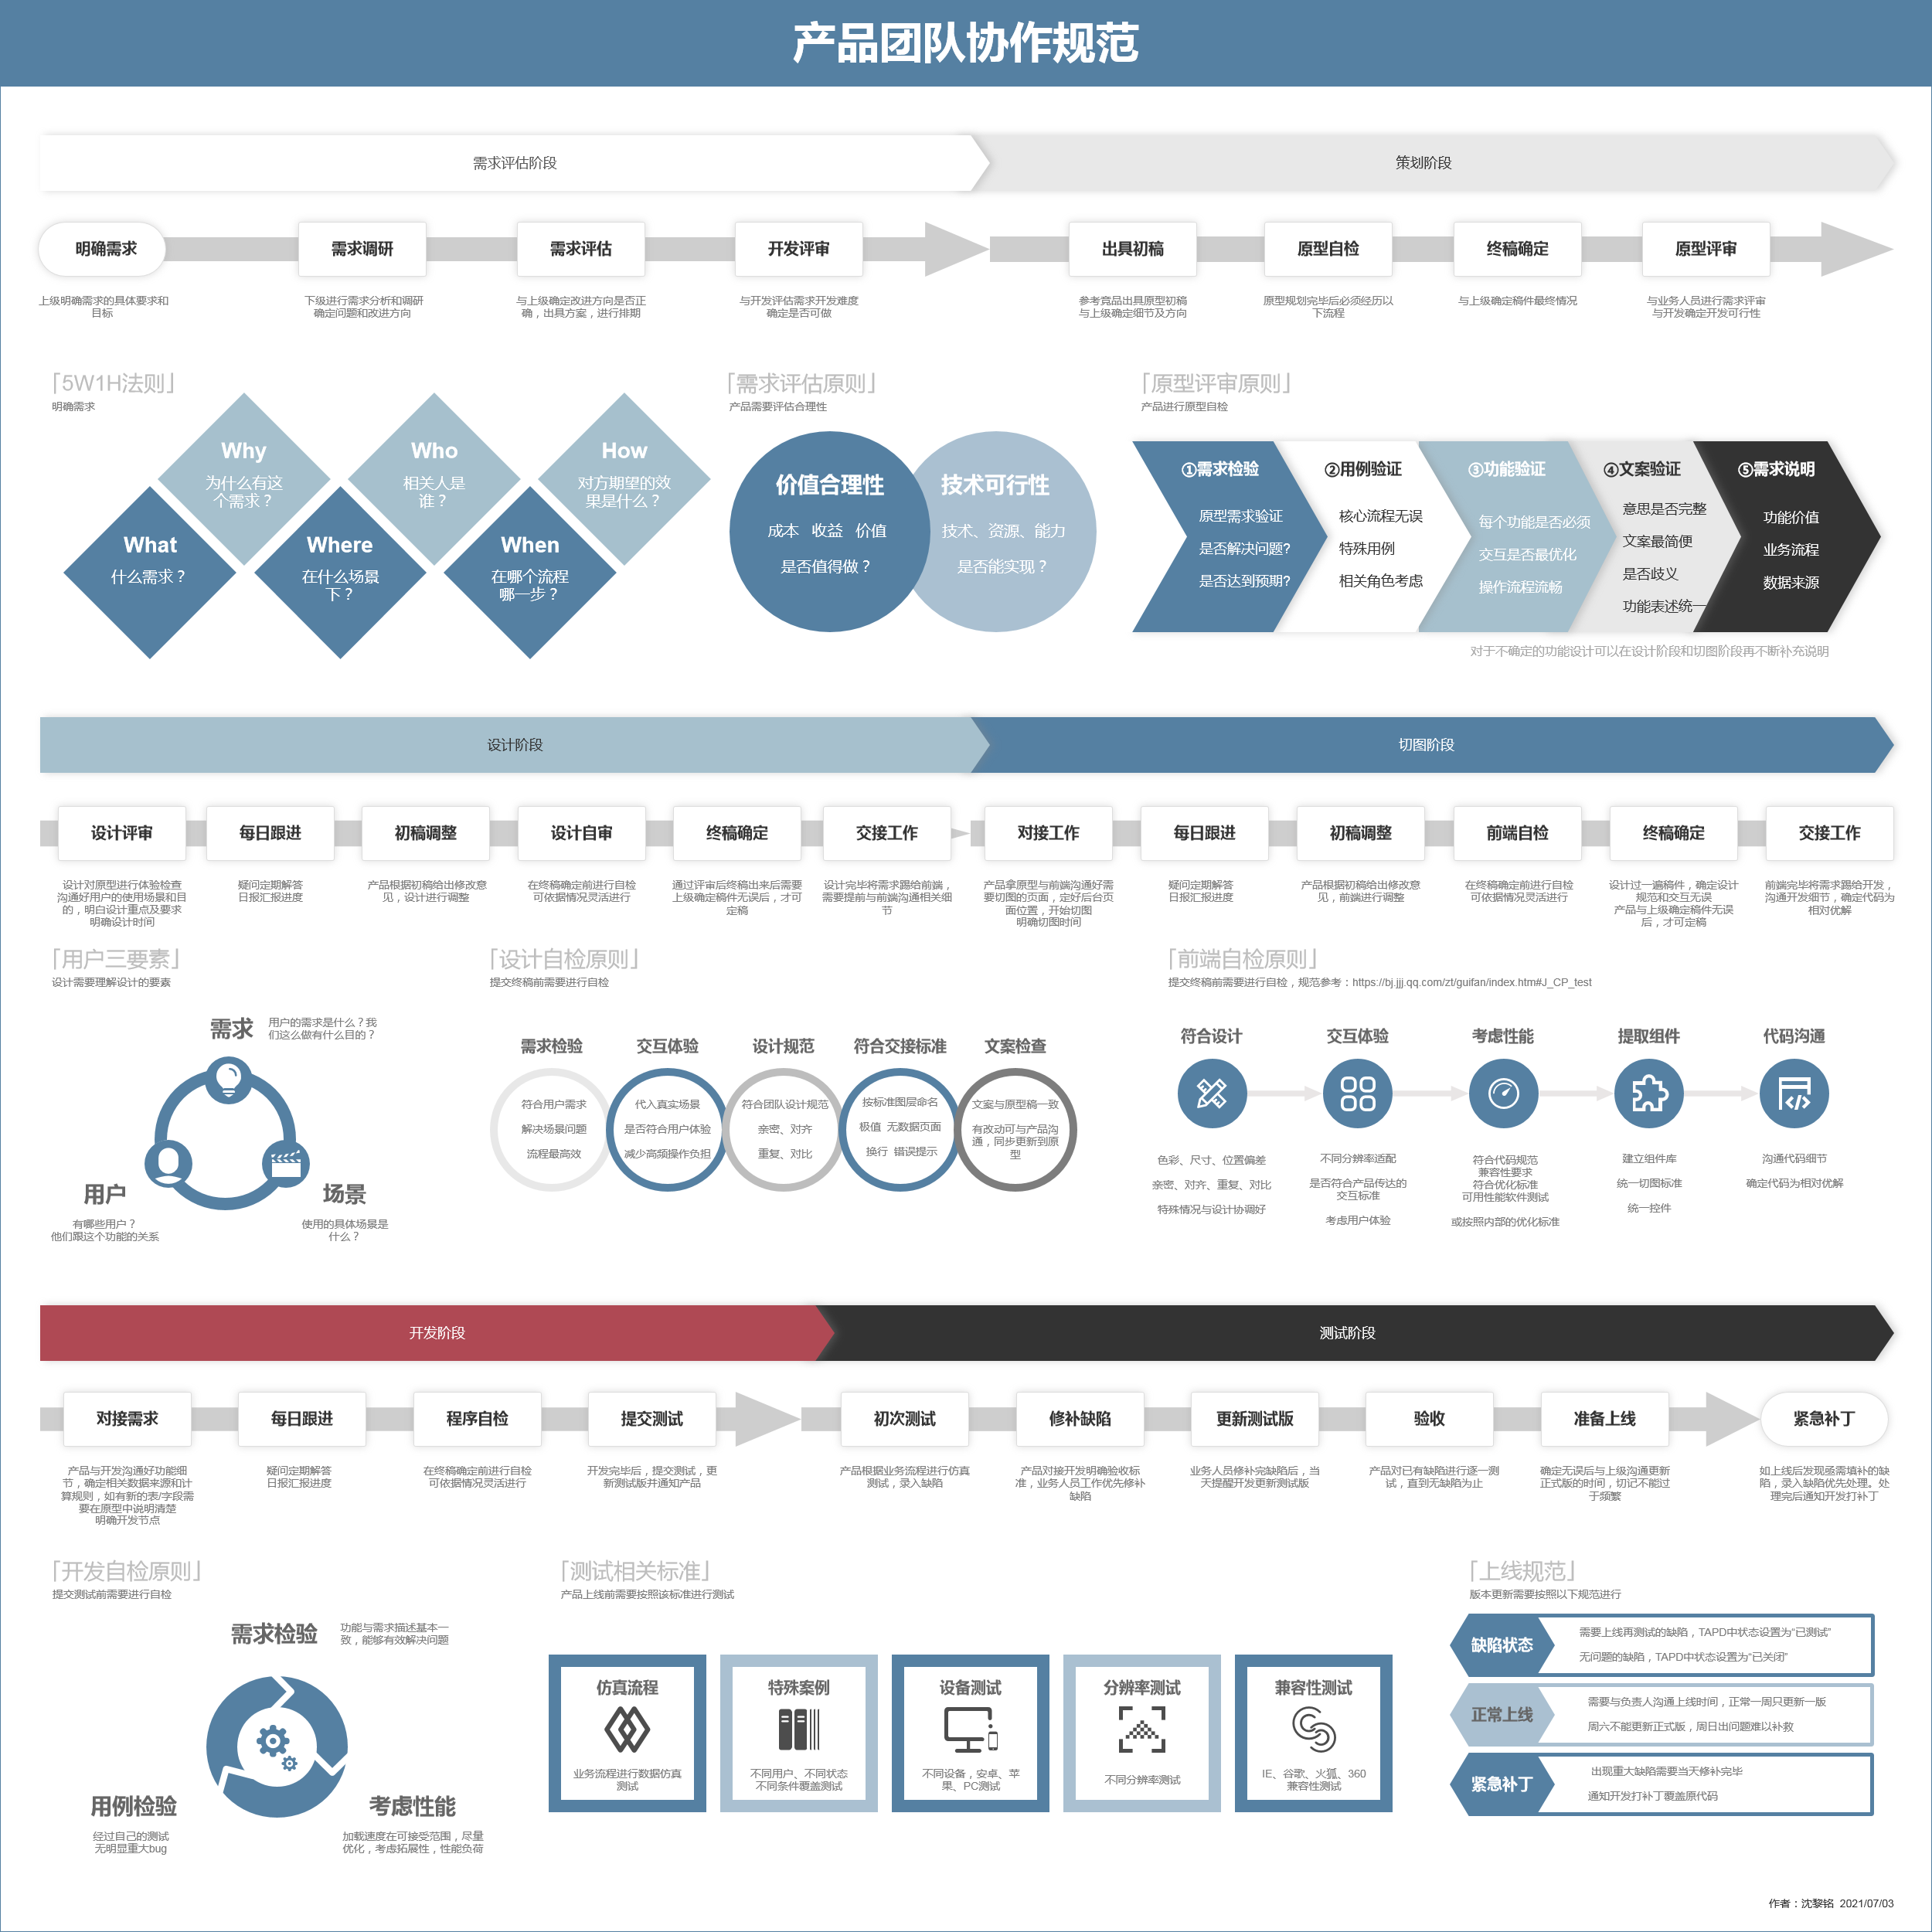 产品团队协作规范
需求评估阶段
策划阶段
明确需求
需求调研
需求评估
开发评审
出具初稿
原型自检
终稿确定
原型评审
上级明确需求的具体要求和
目标
下级进行需求分析和调研
确定问题和改进方向
与上级确定改进方向是否正
确，出具方案，进行排期
与开发评估需求开发难度
确定是否可做
参考竞品出具原型初稿
与上级确定细节及方向
原型规划完毕后必须经历以
下流程
与上级确定稿件最终情况
与业务人员进行需求评审
与开发确定开发可行性
「5W1H法则」
明确需求
Why
为什么有这
个需求？
Who
相关人是
谁？
How
对方期望的效
果是什么？
What
什么需求？
Where
在什么场景
下？
When
在哪个流程
哪一步？
「需求评估原则」
产品需要评估合理性
价值合理性
成本 收益 价值
是否值得做？
技术可行性
技术、资源、能力
是否能实现？
「原型评审原则」
产品进行原型自检
①需求检验
原型需求验证
是否解决问题?
是否达到预期?
②用例验证
核心流程无误
特殊用例
相关角色考虑
③功能验证
每个功能是否必须
交互是否最优化
操作流程流畅
④文案验证
意思是否完整
文案最简便
是否歧义
功能表述统一
⑤需求说明
功能价值
业务流程
数据来源
对于不确定的功能设计可以在设计阶段和切图阶段再不断补充说明
设计阶段
切图阶段
设计评审
每日跟进
初稿调整
设计自审
终稿确定
交接工作
对接工作
每日跟进
初稿调整
前端自检
终稿确定
交接工作
设计对原型进行体验检查
沟通好用户的使用场景和目
的，明白设计重点及要求
明确设计时间
疑问定期解答
日报汇报进度
产品根据初稿给出修改意
见，设计进行调整
在终稿确定前进行自检
可依据情况灵活进行
通过评审后终稿出来后需要
上级确定稿件无误后，才可
定稿
设计完毕将需求踢给前端，
需要提前与前端沟通相关细
节
产品拿原型与前端沟通好需
要切图的页面，定好后台页
面位置，开始切图
明确切图时间
疑问定期解答
日报汇报进度
产品根据初稿给出修改意
见，前端进行调整
在终稿确定前进行自检
可依据情况灵活进行
设计过一遍稿件，确定设计
规范和交互无误
产品与上级确定稿件无误
后，才可定稿
前端完毕将需求踢给开发，
沟通开发细节，确定代码为
相对优解
「用户三要素」
设计需要理解设计的要素
需求
用户的需求是什么？我
们这么做有什么目的？
用户
有哪些用户？
他们跟这个功能的关系
场景
使用的具体场景是
什么？
「设计自检原则」
提交终稿前需要进行自检
需求检验
符合用户需求
解决场景问题
流程最高效
交互体验
代入真实场景
是否符合用户体验
减少高频操作负担
设计规范
符合团队设计规范
亲密、对齐
重复、对比
符合交接标准
按标准图层命名
极值 无数据页面
换行 错误提示
文案检查
文案与原型稿一致
有改动可与产品沟
通，同步更新到原
型
「前端自检原则」
提交终稿前需要进行自检，规范参考：https://bj.jjj.qq.com/zt/guifan/index.htm#J_CP_test
符合设计
色彩、尺寸、位置偏差
亲密、对齐、重复、对比
特殊情况与设计协调好
交互体验
不同分辨率适配
是否符合产品传达的
交互标准
考虑用户体验
考虑性能
符合代码规范
兼容性要求
符合优化标准
可用性能软件测试
或按照内部的优化标准
提取组件
建立组件库
统一切图标准
统一控件
代码沟通
沟通代码细节
确定代码为相对优解
开发阶段
测试阶段
对接需求
每日跟进
程序自检
提交测试
初次测试
修补缺陷
更新测试版
验收
准备上线
紧急补丁
产品与开发沟通好功能细
节，确定相关数据来源和计
算规则，如有新的表/字段需
要在原型中说明清楚
明确开发节点
疑问定期解答
日报汇报进度
在终稿确定前进行自检
可依据情况灵活进行
开发完毕后，提交测试，更
新测试版并通知产品
产品根据业务流程进行仿真
测试，录入缺陷
产品对接开发明确验收标
准，业务人员工作优先修补
缺陷
业务人员修补完缺陷后，当
天提醒开发更新测试版
产品对已有缺陷进行逐一测
试，直到无缺陷为止
确定无误后与上级沟通更新
正式版的时间，切记不能过
于频繁
如上线后发现亟需填补的缺
陷，录入缺陷优先处理。处
理完后通知开发打补丁
「开发自检原则」
提交测试前需要进行自检
需求检验
功能与需求描述基本一
致，能够有效解决问题
用例检验
经过自己的测试
无明显重大bug
考虑性能
加载速度在可接受范围，尽量
优化，考虑拓展性，性能负荷
「测试相关标准」
产品上线前需要按照该标准进行测试
仿真流程
业务流程进行数据仿真
测试
特殊案例
不同用户、不同状态
不同条件覆盖测试
设备测试
不同设备，安卓、苹
果、PC测试
分辨率测试
不同分辨率测试
兼容性测试
IE、谷歌、火狐、360
兼容性测试
「上线规范」
版本更新需要按照以下规范进行
缺陷状态
需要上线再测试的缺陷，TAPD中状态设置为“已测试”
无问题的缺陷，TAPD中状态设置为“已关闭”
正常上线
需要与负责人沟通上线时间，正常一周只更新一版
周六不能更新正式版，周日出问题难以补救
紧急补丁
出现重大缺陷需要当天修补完毕
通知开发打补丁覆盖原代码
作者：沈黎铭 2021/07/03